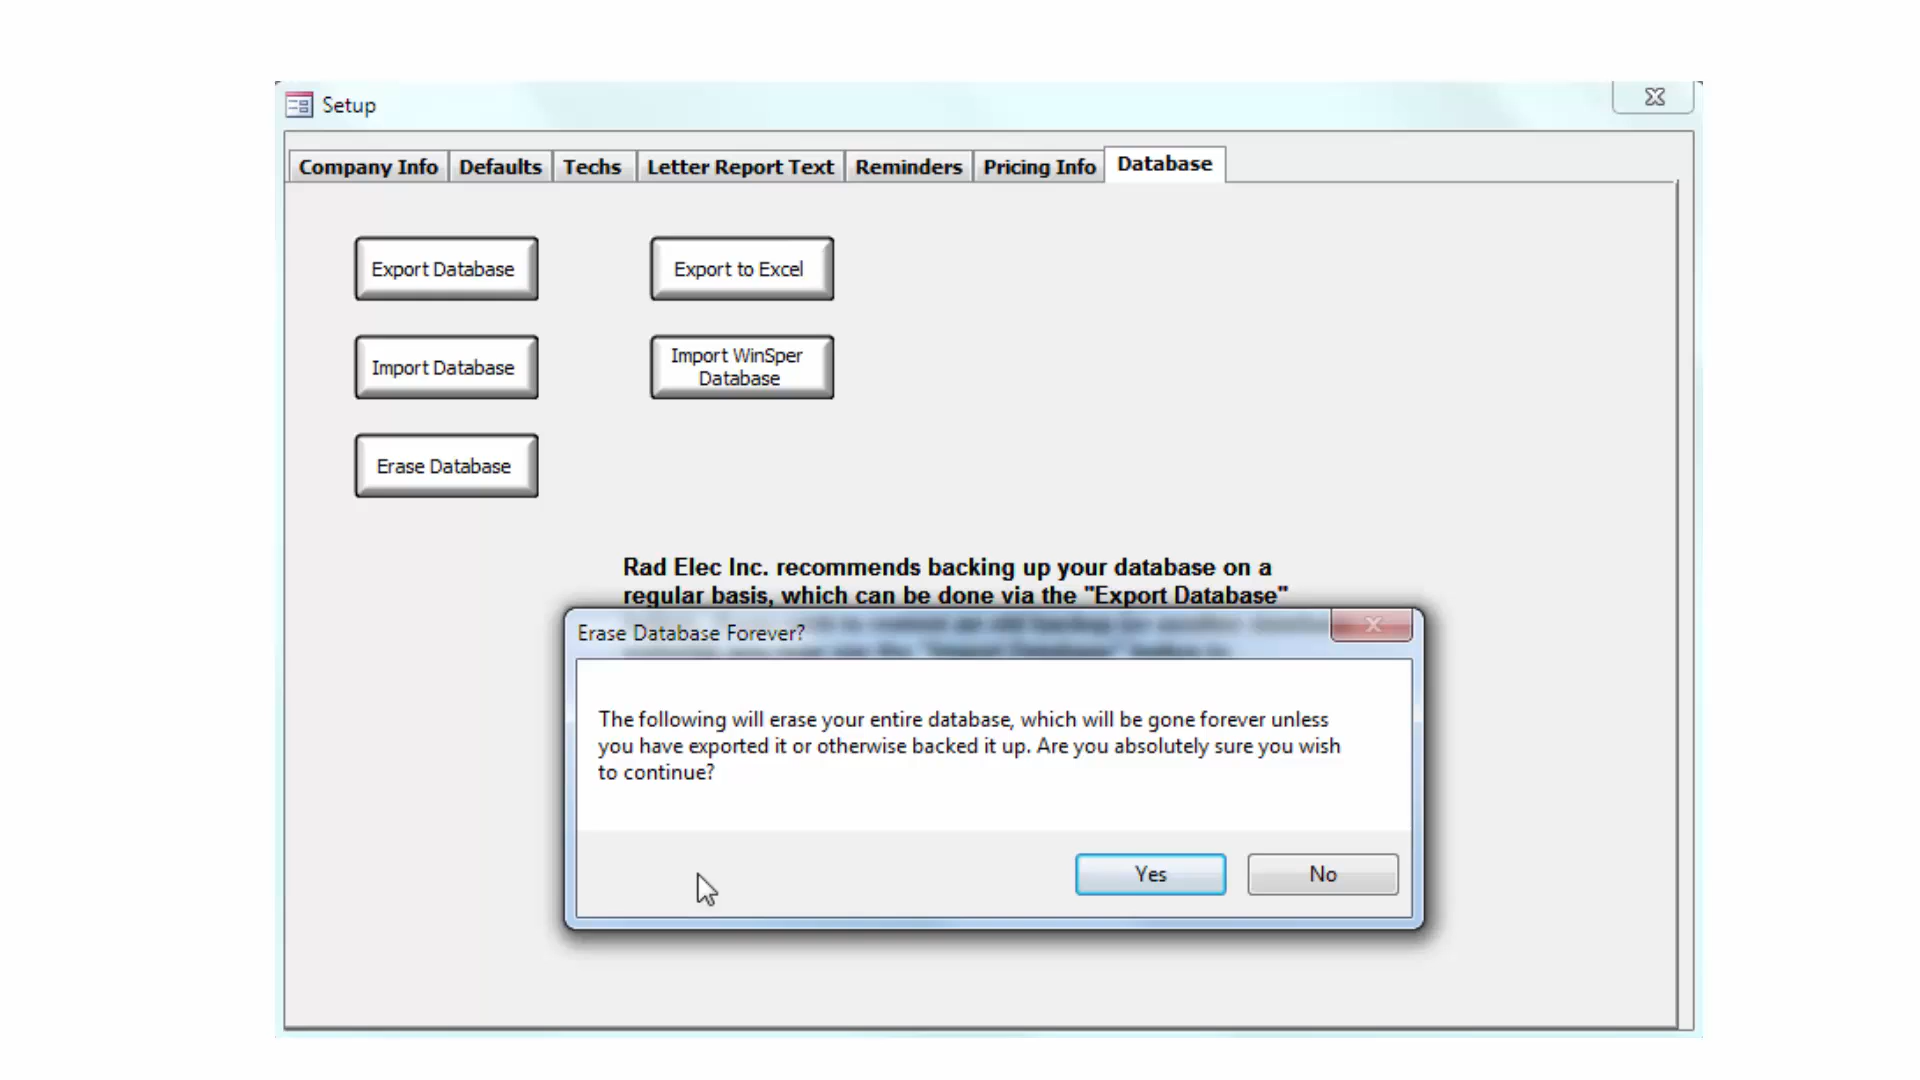 Setup
Company Info Defaults Techs Letter Report Text Reminders Pricing Info Database
Export Database Export to Excel
Import Database Import WinSper
Database
Erase Database
Rad Elec Inc. recommends backing up your database on a
regular basis, which can be done via the "Export Database"
Erase Database Forever?
The following will erase your entire database, which will be gone forever unless
you have exported it or otherwise backed it up. Are you absolutely sure you wish
to continue?
Yes No